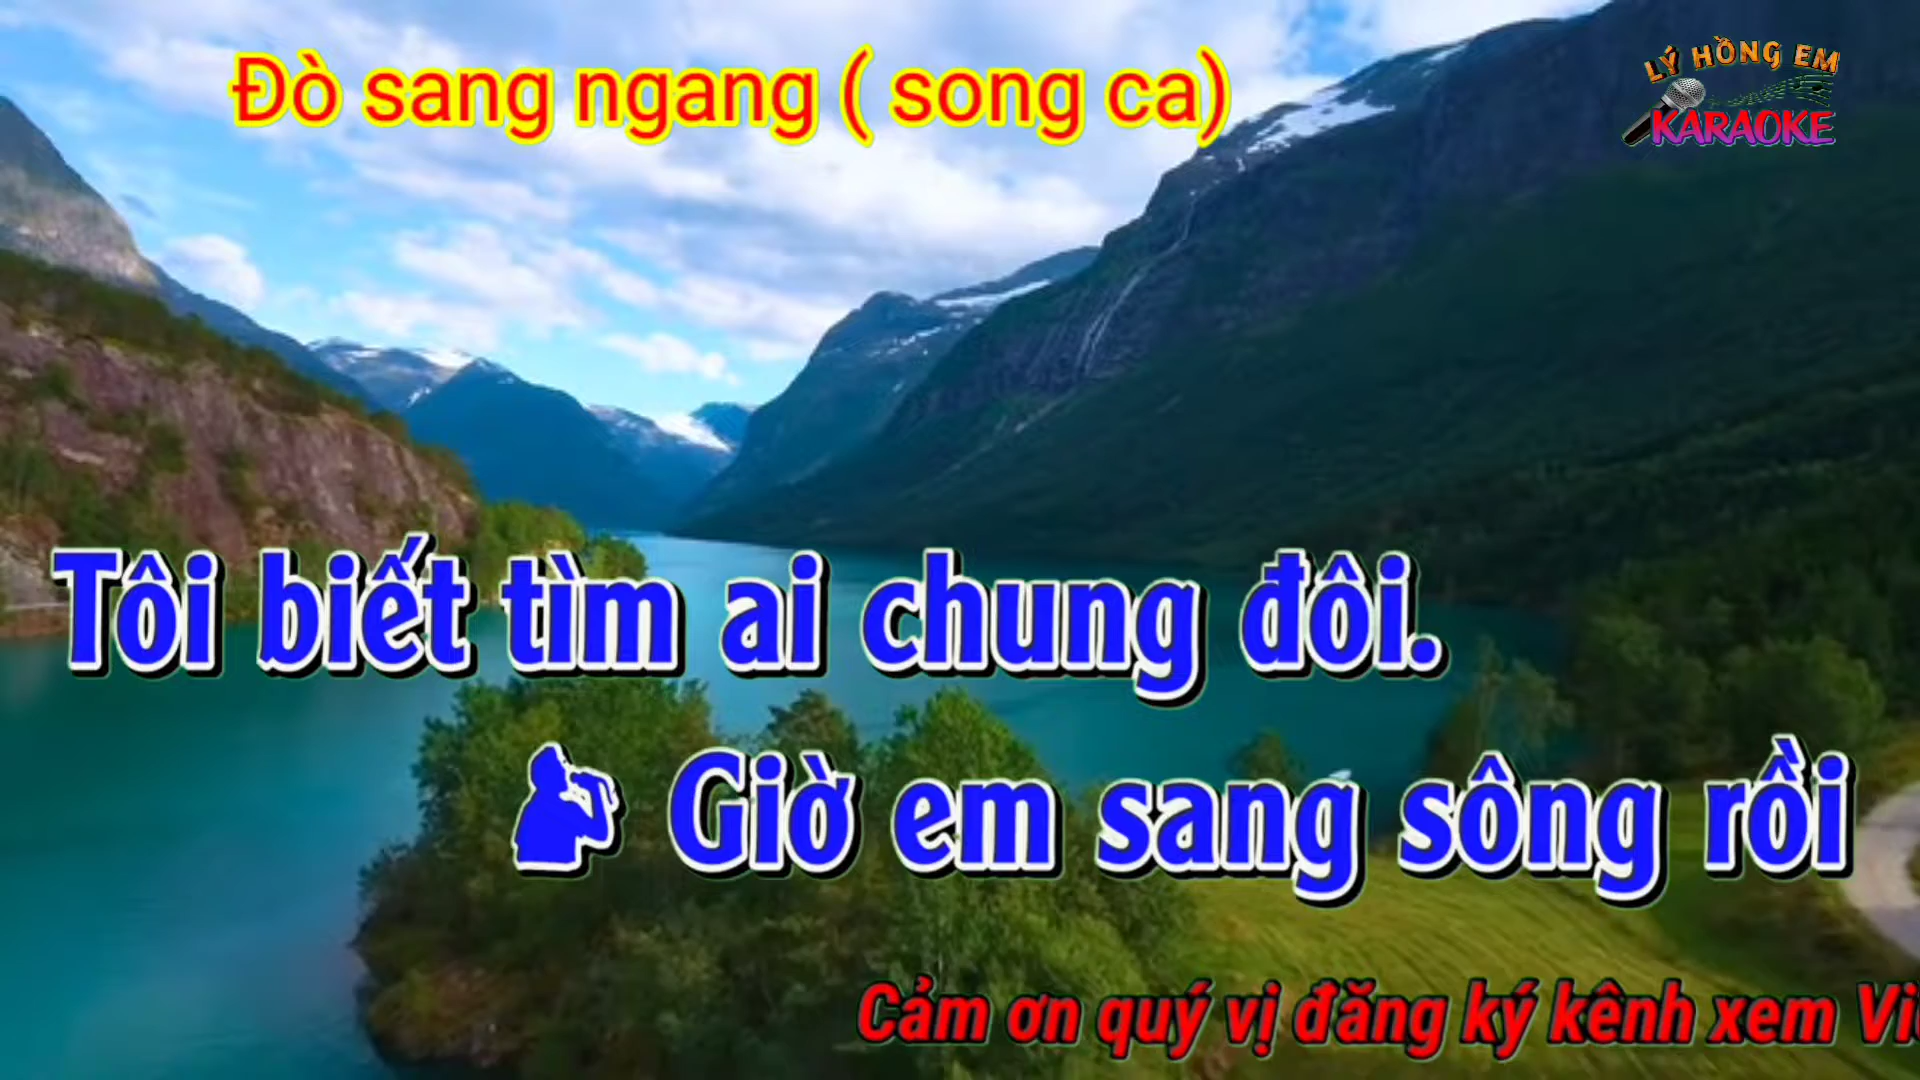 Đò sang ngang ( song ca)
LÝ HỒNG EM
KARAOKE
Tôi biết tìm ai chung đôi.
Giờ em sang sông rồi
Cảm ơn quý vị đăng ký kênh xem